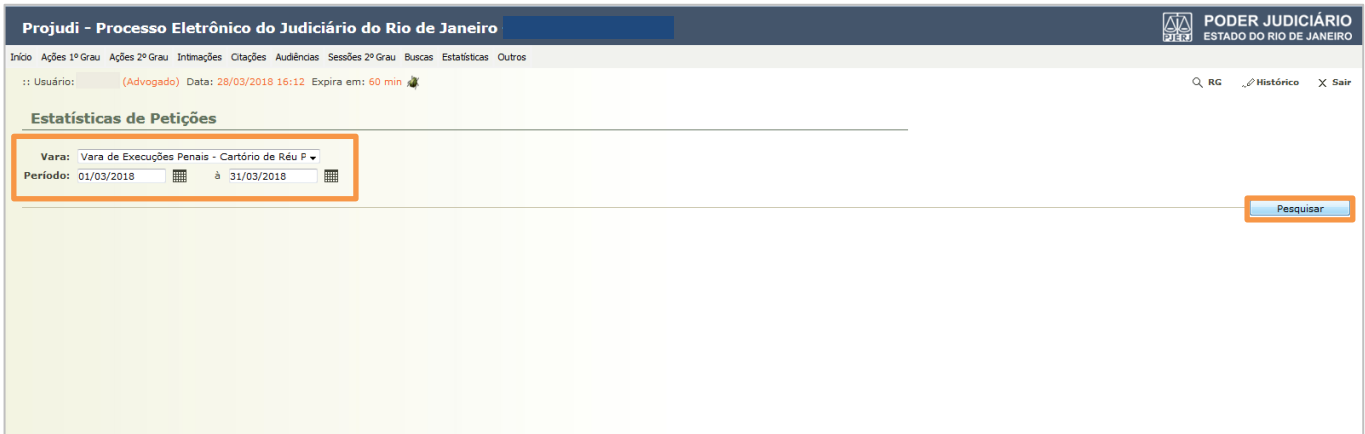 Projudi - Processo Eletrônico do Judiciário do Rio de Janeiro
PJERJ
PODER JUDICIÁRIO
ESTADO DO RIO DE JANEIRO
Início Ações 1º Grau Ações 2º Grau Intimações Citações Audiências Sessões 2º Grau Buscas Estatísticas Outros
:: Usuário: (Advogado) Data: 28/03/2018 16:12 Expira em: 60 min
RG Histórico X Sair
Estatísticas de Petições
Vara: Vara de Execuções Penais - Cartório de Réu P
Período: 01/03/2018 à 31/03/2018
Pesquisar